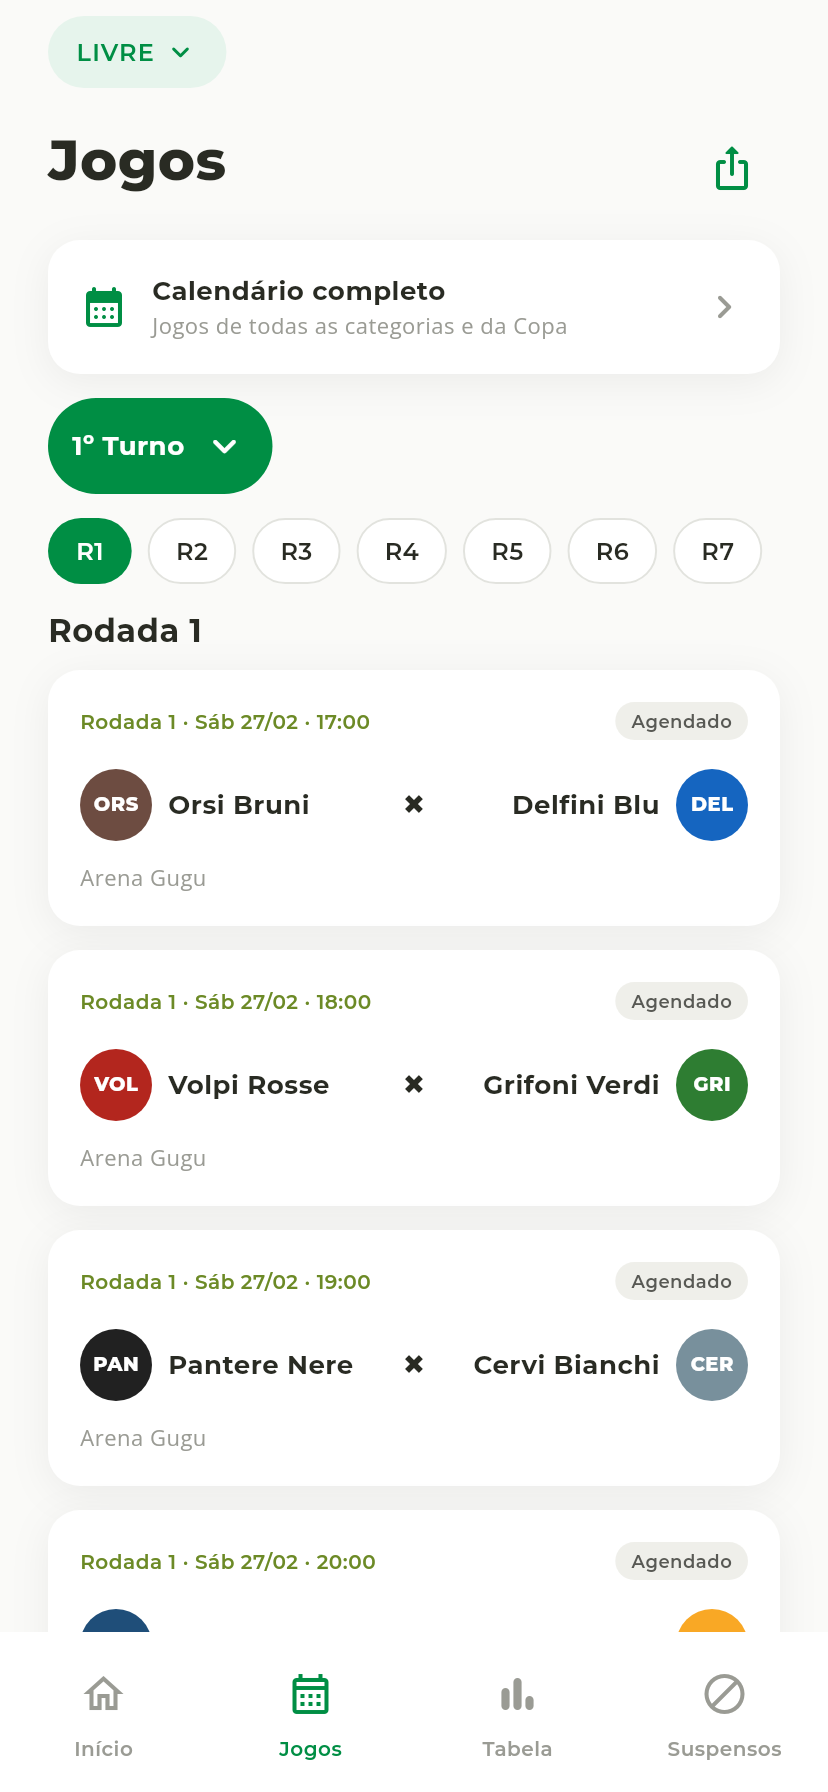 LIVRE
Jogos
Calendário completo
Jogos de todas as categorias e da Copa
1º Turno
R1 R2 R3 R4 R5 R6 R7
Rodada 1
Rodada 1 · Sáb 27/02 · 17:00 Agendado
ORS Orsi Bruni ✖ Delfini Blu DEL
Arena Gugu
Rodada 1 · Sáb 27/02 · 18:00 Agendado
VOL Volpi Rosse ✖ Grifoni Verdi GRI
Arena Gugu
Rodada 1 · Sáb 27/02 · 19:00 Agendado
PAN Pantere Nere ✖ Cervi Bianchi CER
Arena Gugu
Rodada 1 · Sáb 27/02 · 20:00 Agendado
Início Jogos Tabela Suspensos